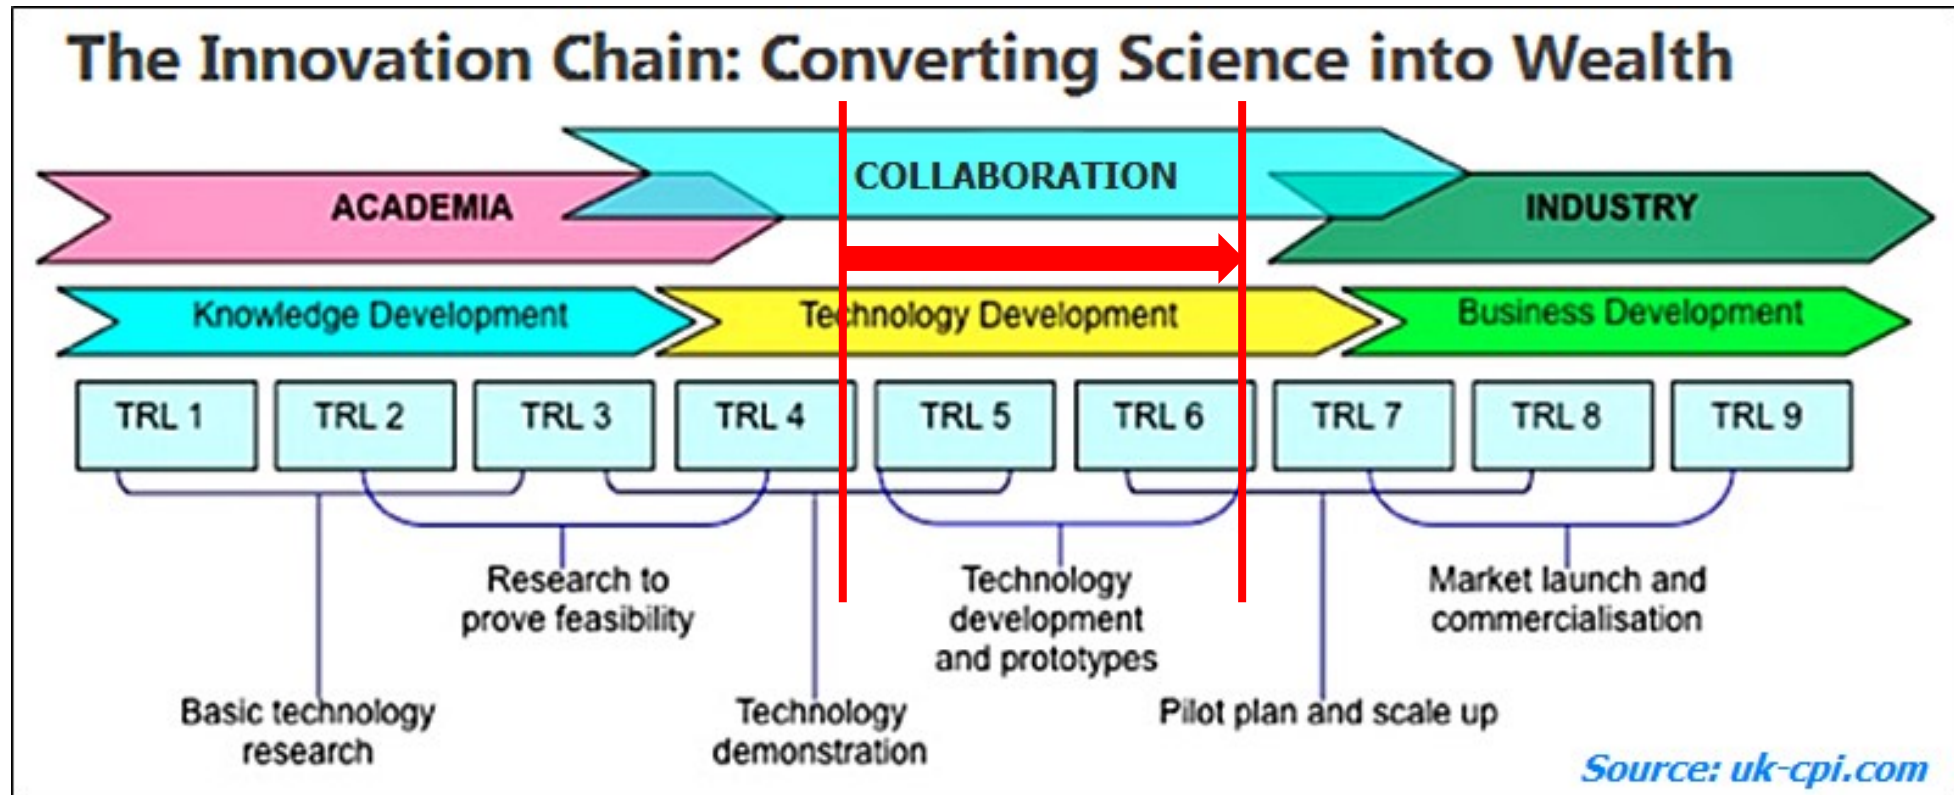 The Innovation Chain: Converting Science into Wealth
COLLABORATION
ACADEMIA
INDUSTRY
Knowledge Development
Technology Development
Business Development
TRL 1
TRL 2
TRL 3
TRL 4
TRL 5
TRL 6
TRL 7
TRL 8
TRL 9
Research to
prove feasibility
Technology
development
and prototypes
Market launch and
commercialisation
Basic technology
research
Technology
demonstration
Pilot plan and scale up
Source: uk-cpi.com